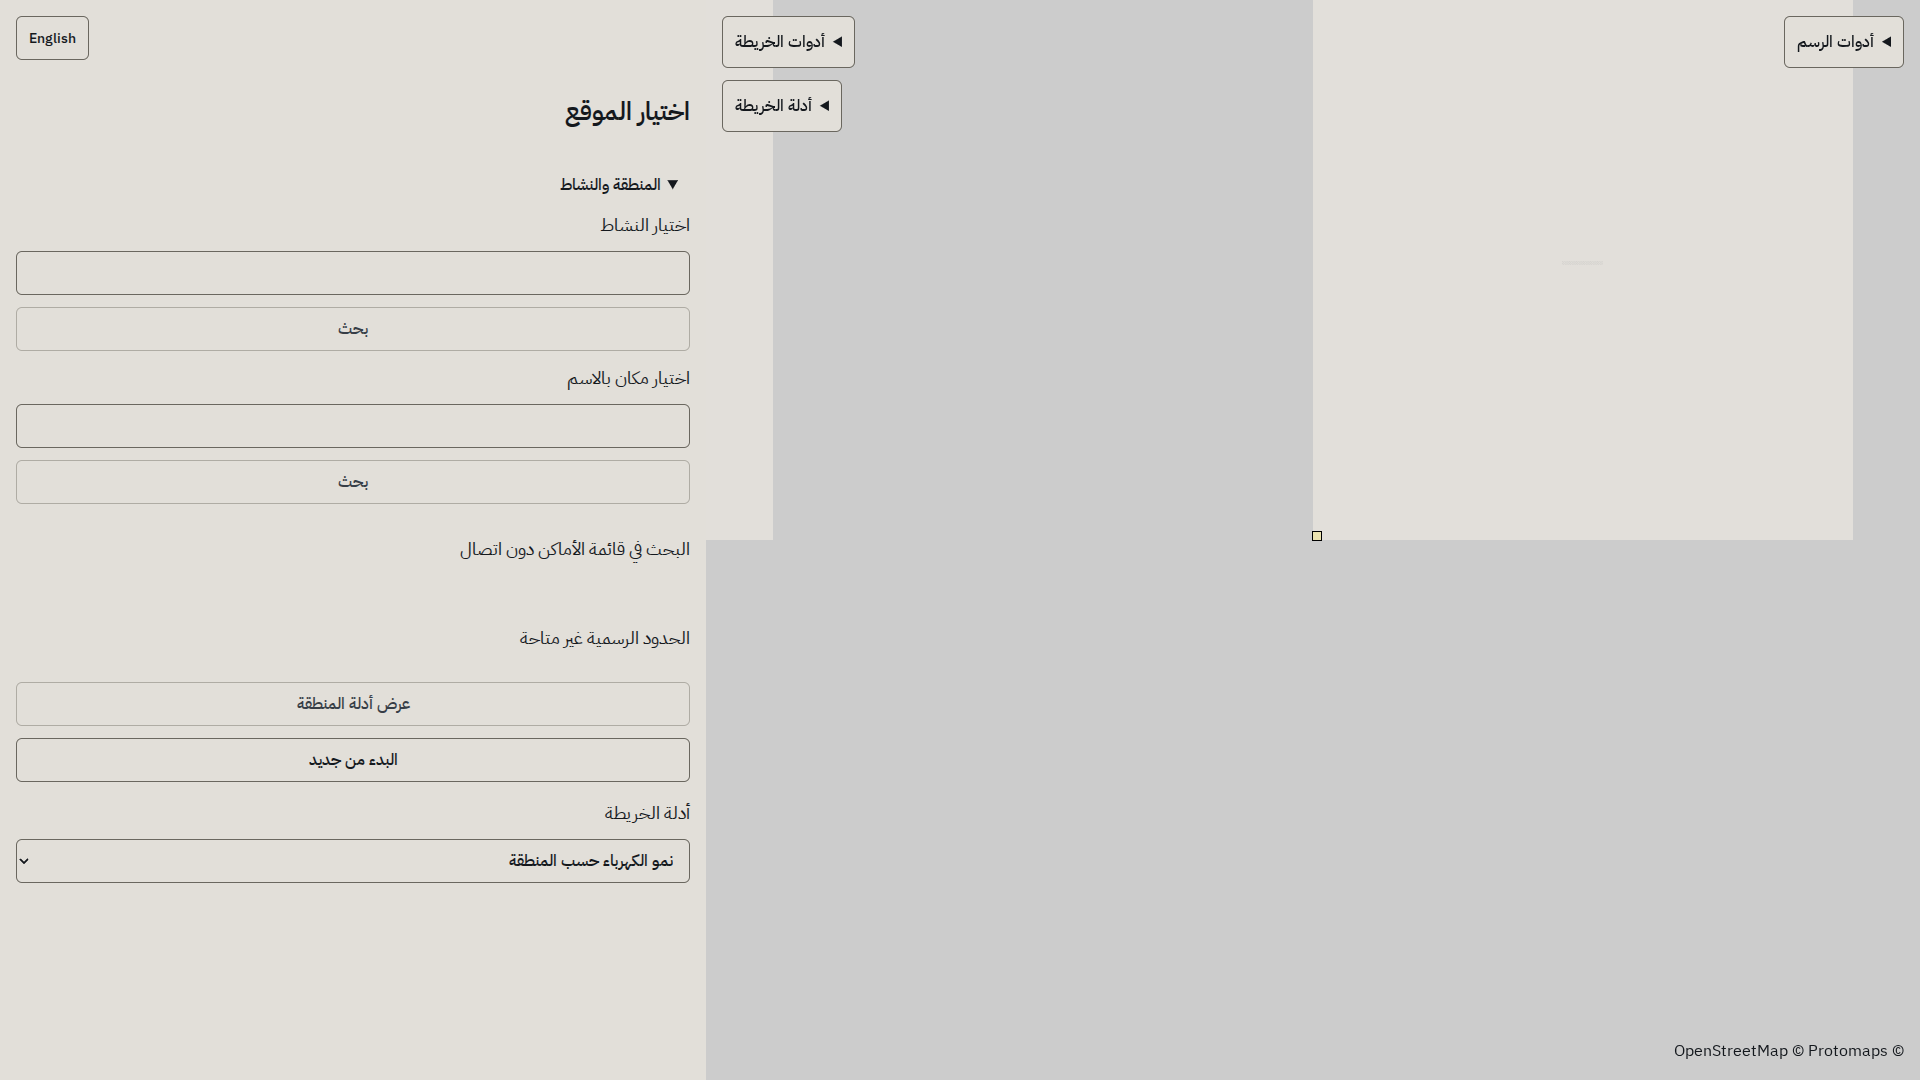 English
اختيار الموقع
المنطقة والنشاط
اختيار النشاط
بحث
اختيار مكان بالاسم
بحث
البحث في قائمة الأماكن دون اتصال
الحدود الرسمية غير متاحة
عرض أدلة المنطقة
البدء من جديد
أدلة الخريطة
نمو الكهرباء حسب المنطقة
أدوات الخريطة
أدلة الخريطة
أدوات الرسم
OpenStreetMap © Protomaps ©